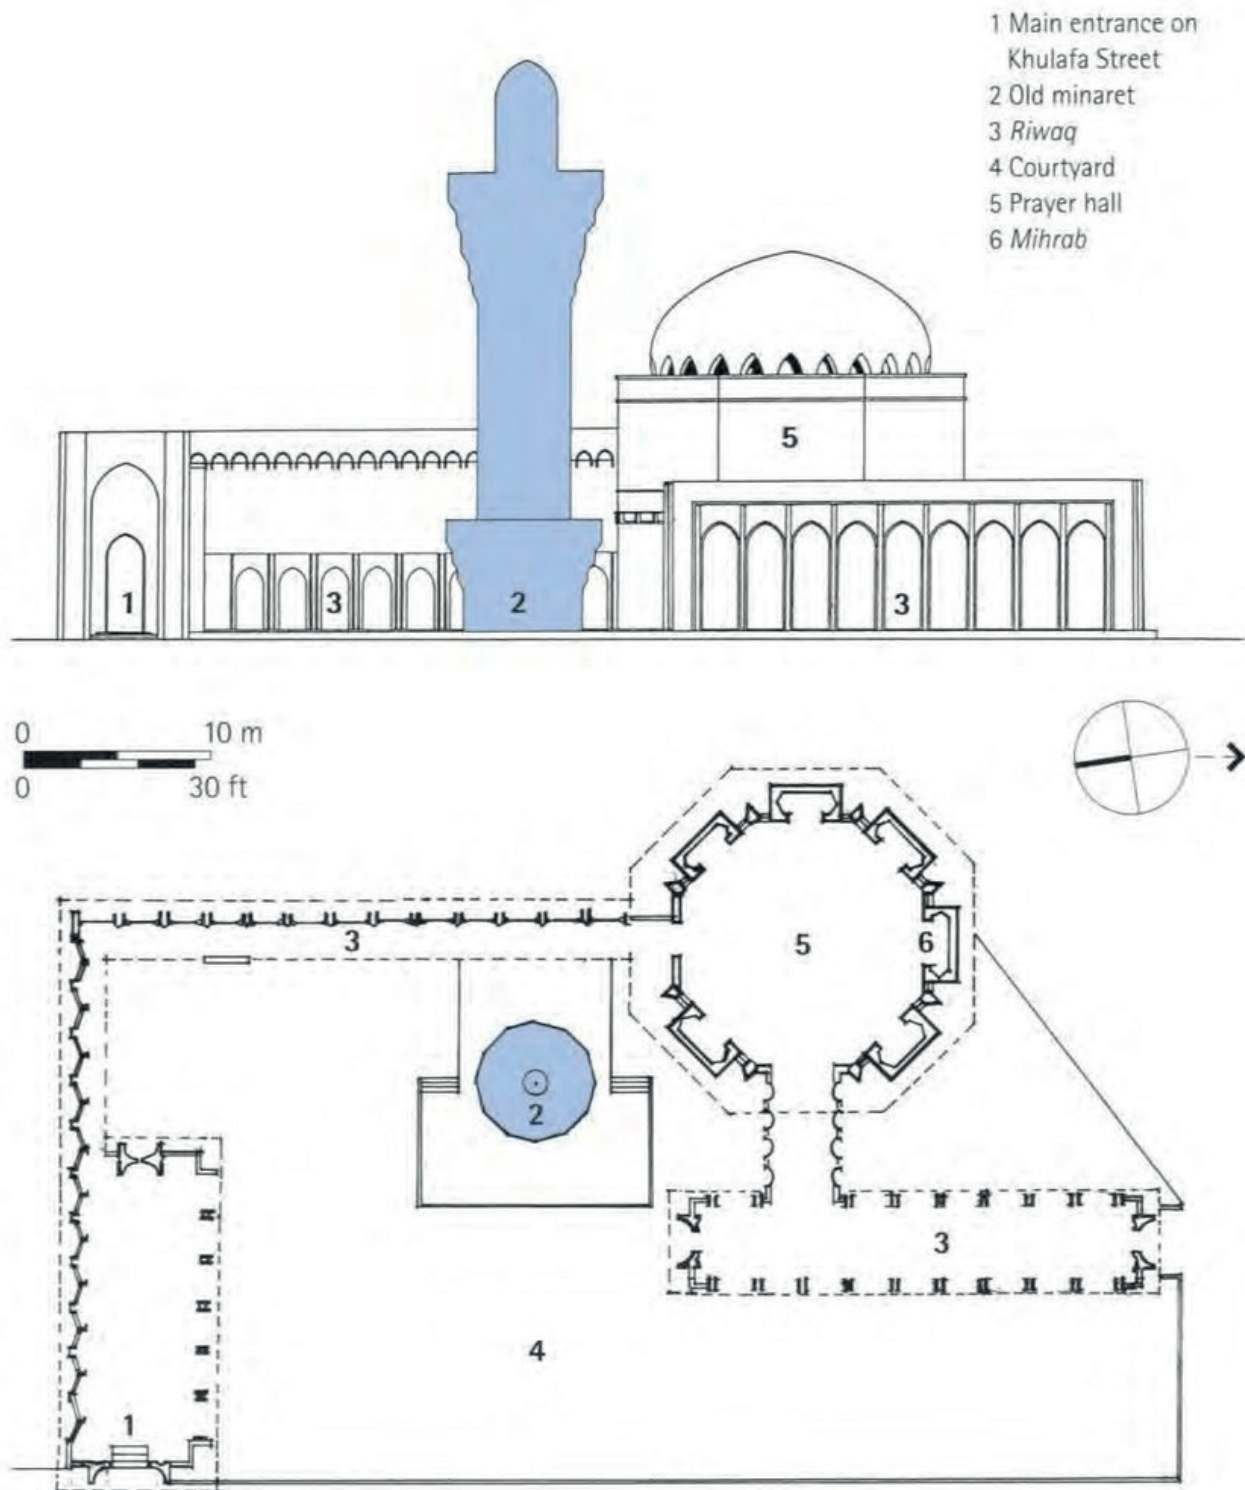 1 Main entrance on
Khulafa Street
2 Old minaret
3 Riwaq
4 Courtyard
5 Prayer hall
6 Mihrab
5
1
3
2
3
0 10 m
0 30 ft
3
5
6
2
3
4
1